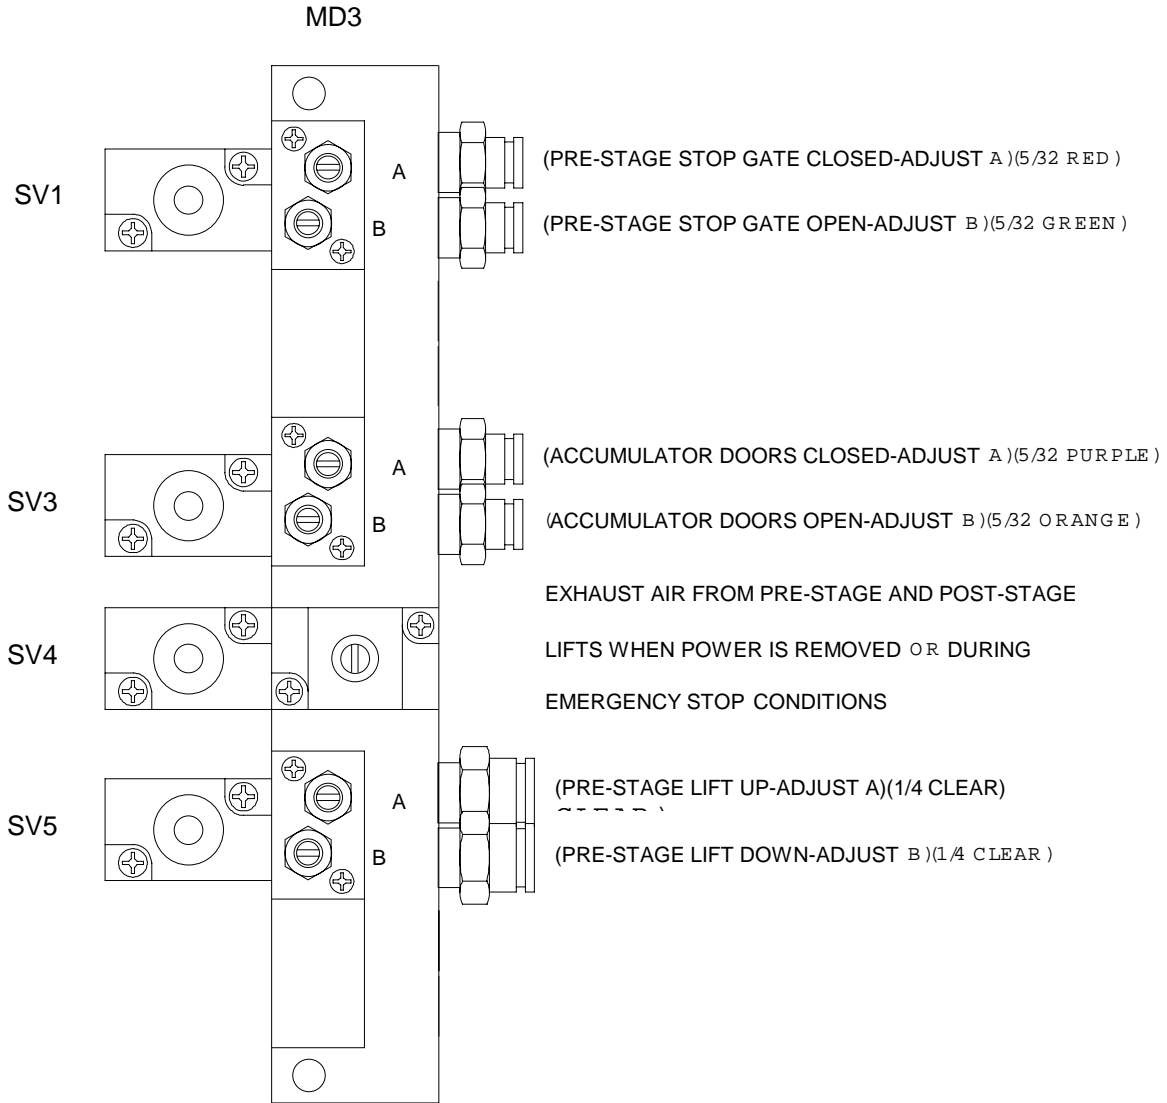 MD3
SV1
A
(PRE-STAGE STOP GATE CLOSED-ADJUST A)(5/32 RED)
B
(PRE-STAGE STOP GATE OPEN-ADJUST B)(5/32 GREEN)
SV3
A
(ACCUMULATOR DOORS CLOSED-ADJUST A)(5/32 PURPLE)
B
(ACCUMULATOR DOORS OPEN-ADJUST B)(5/32 ORANGE)
SV4
EXHAUST AIR FROM PRE-STAGE AND POST-STAGE
LIFTS WHEN POWER IS REMOVED OR DURING
EMERGENCY STOP CONDITIONS
SV5
A
(PRE-STAGE LIFT UP-ADJUST A)(1/4 CLEAR)
B
(PRE-STAGE LIFT DOWN-ADJUST B)(1/4 CLEAR)